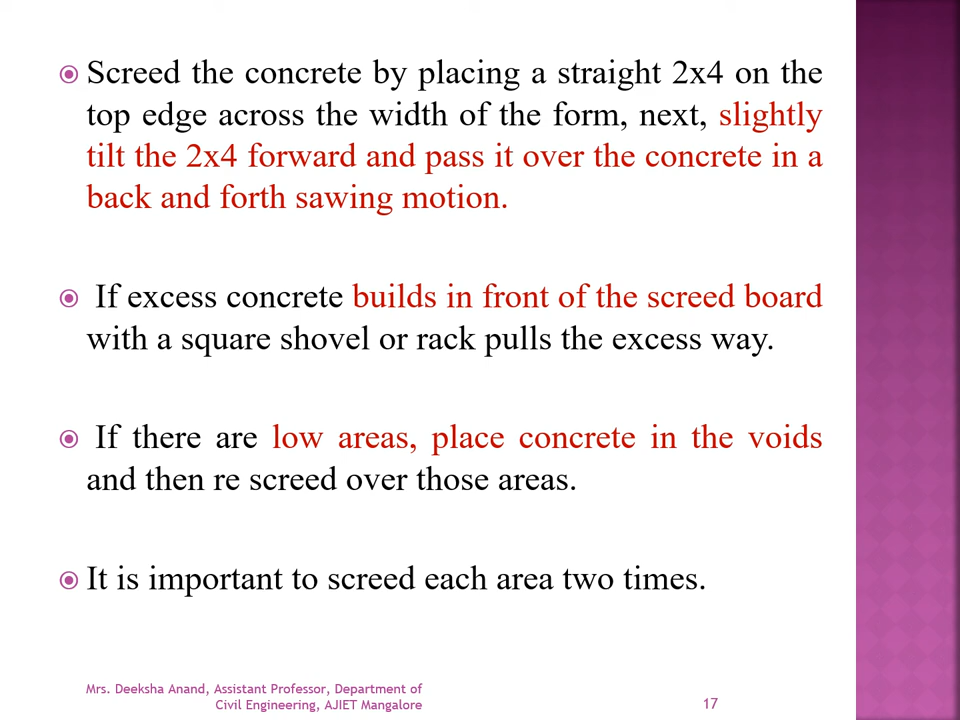 Screed the concrete by placing a straight 2x4 on the
top edge across the width of the form, next, slightly
tilt the 2x4 forward and pass it over the concrete in a
back and forth sawing motion.
If excess concrete builds in front of the screed board
with a square shovel or rack pulls the excess way.
If there are low areas, place concrete in the voids
and then re screed over those areas.
It is important to screed each area two times.
Mrs. Deeksha Anand, Assistant Professor, Department of
Civil Engineering, AJIET Mangalore
17